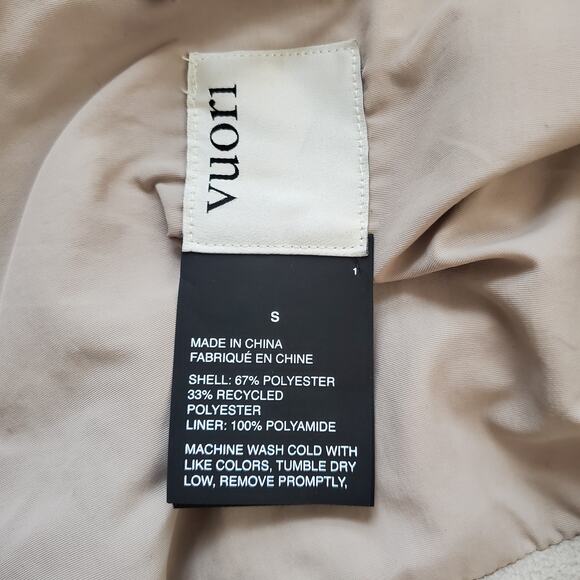 vuori
1
S
MADE IN CHINA
FABRIQUÉ EN CHINE
SHELL: 67% POLYESTER
33% RECYCLED
POLYESTER
LINER: 100% POLYAMIDE
MACHINE WASH COLD WITH
LIKE COLORS, TUMBLE DRY
LOW, REMOVE PROMPTLY,